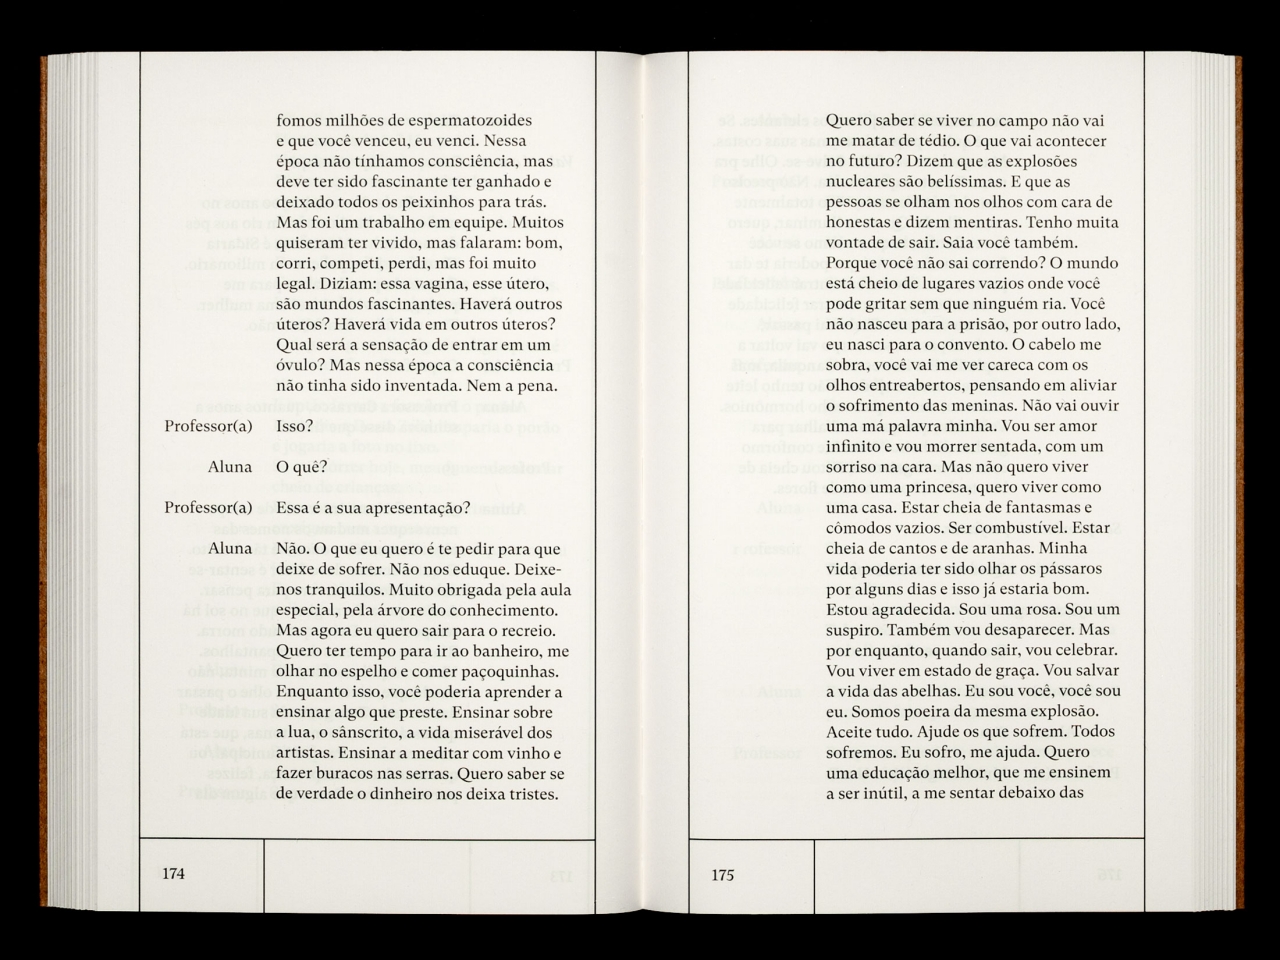 fomos milhões de espermatozoides
e que você venceu, eu venci. Nessa
época não tínhamos consciência, mas
deve ter sido fascinante ter ganhado e
deixado todos os peixinhos para trás.
Mas foi um trabalho em equipe. Muitos
quiseram ter vivido, mas falaram: bom,
corri, competi, perdi, mas foi muito
legal. Diziam: essa vagina, esse útero,
são mundos fascinantes. Haverá outros
úteros? Haverá vida em outros úteros?
Qual será a sensação de entrar em um
óvulo? Mas nessa época a consciência
não tinha sido inventada. Nem a pena.
Professor(a) Isso?
Aluna O quê?
Professor(a) Essa é a sua apresentação?
Aluna Não. O que eu quero é te pedir para que
deixe de sofrer. Não nos eduque. Deixe-
nos tranquilos. Muito obrigada pela aula
especial, pela árvore do conhecimento.
Mas agora eu quero sair para o recreio.
Quero ter tempo para ir ao banheiro, me
olhar no espelho e comer paçoquinhas.
Enquanto isso, você poderia aprender a
ensinar algo que preste. Ensinar sobre
a lua, o sânscrito, a vida miserável dos
artistas. Ensinar a meditar com vinho e
fazer buracos nas serras. Quero saber se
de verdade o dinheiro nos deixa tristes.
174
Quero saber se viver no campo não vai
me matar de tédio. O que vai acontecer
no futuro? Dizem que as explosões
nucleares são belíssimas. E que as
pessoas se olham nos olhos com cara de
honestas e dizem mentiras. Tenho muita
vontade de sair. Saia você também.
Porque você não sai correndo? O mundo
está cheio de lugares vazios onde você
pode gritar sem que ninguém ria. Você
não nasceu para a prisão, por outro lado,
eu nasci para o convento. O cabelo me
sobra, você vai me ver careca com os
olhos entreabertos, pensando em aliviar
o sofrimento das meninas. Não vai ouvir
uma má palavra minha. Vou ser amor
infinito e vou morrer sentada, com um
sorriso na cara. Mas não quero viver
como uma princesa, quero viver como
uma casa. Estar cheia de fantasmas e
cômodos vazios. Ser combustível. Estar
cheia de cantos e de aranhas. Minha
vida poderia ter sido olhar os pássaros
por alguns dias e isso já estaria bom.
Estou agradecida. Sou uma rosa. Sou um
suspiro. Também vou desaparecer. Mas
por enquanto, quando sair, vou celebrar.
Vou viver em estado de graça. Vou salvar
a vida das abelhas. Eu sou você, você sou
eu. Somos poeira da mesma explosão.
Aceite tudo. Ajude os que sofrem. Todos
sofremos. Eu sofro, me ajuda. Quero
uma educação melhor, que me ensinem
a ser inútil, a me sentar debaixo das
175